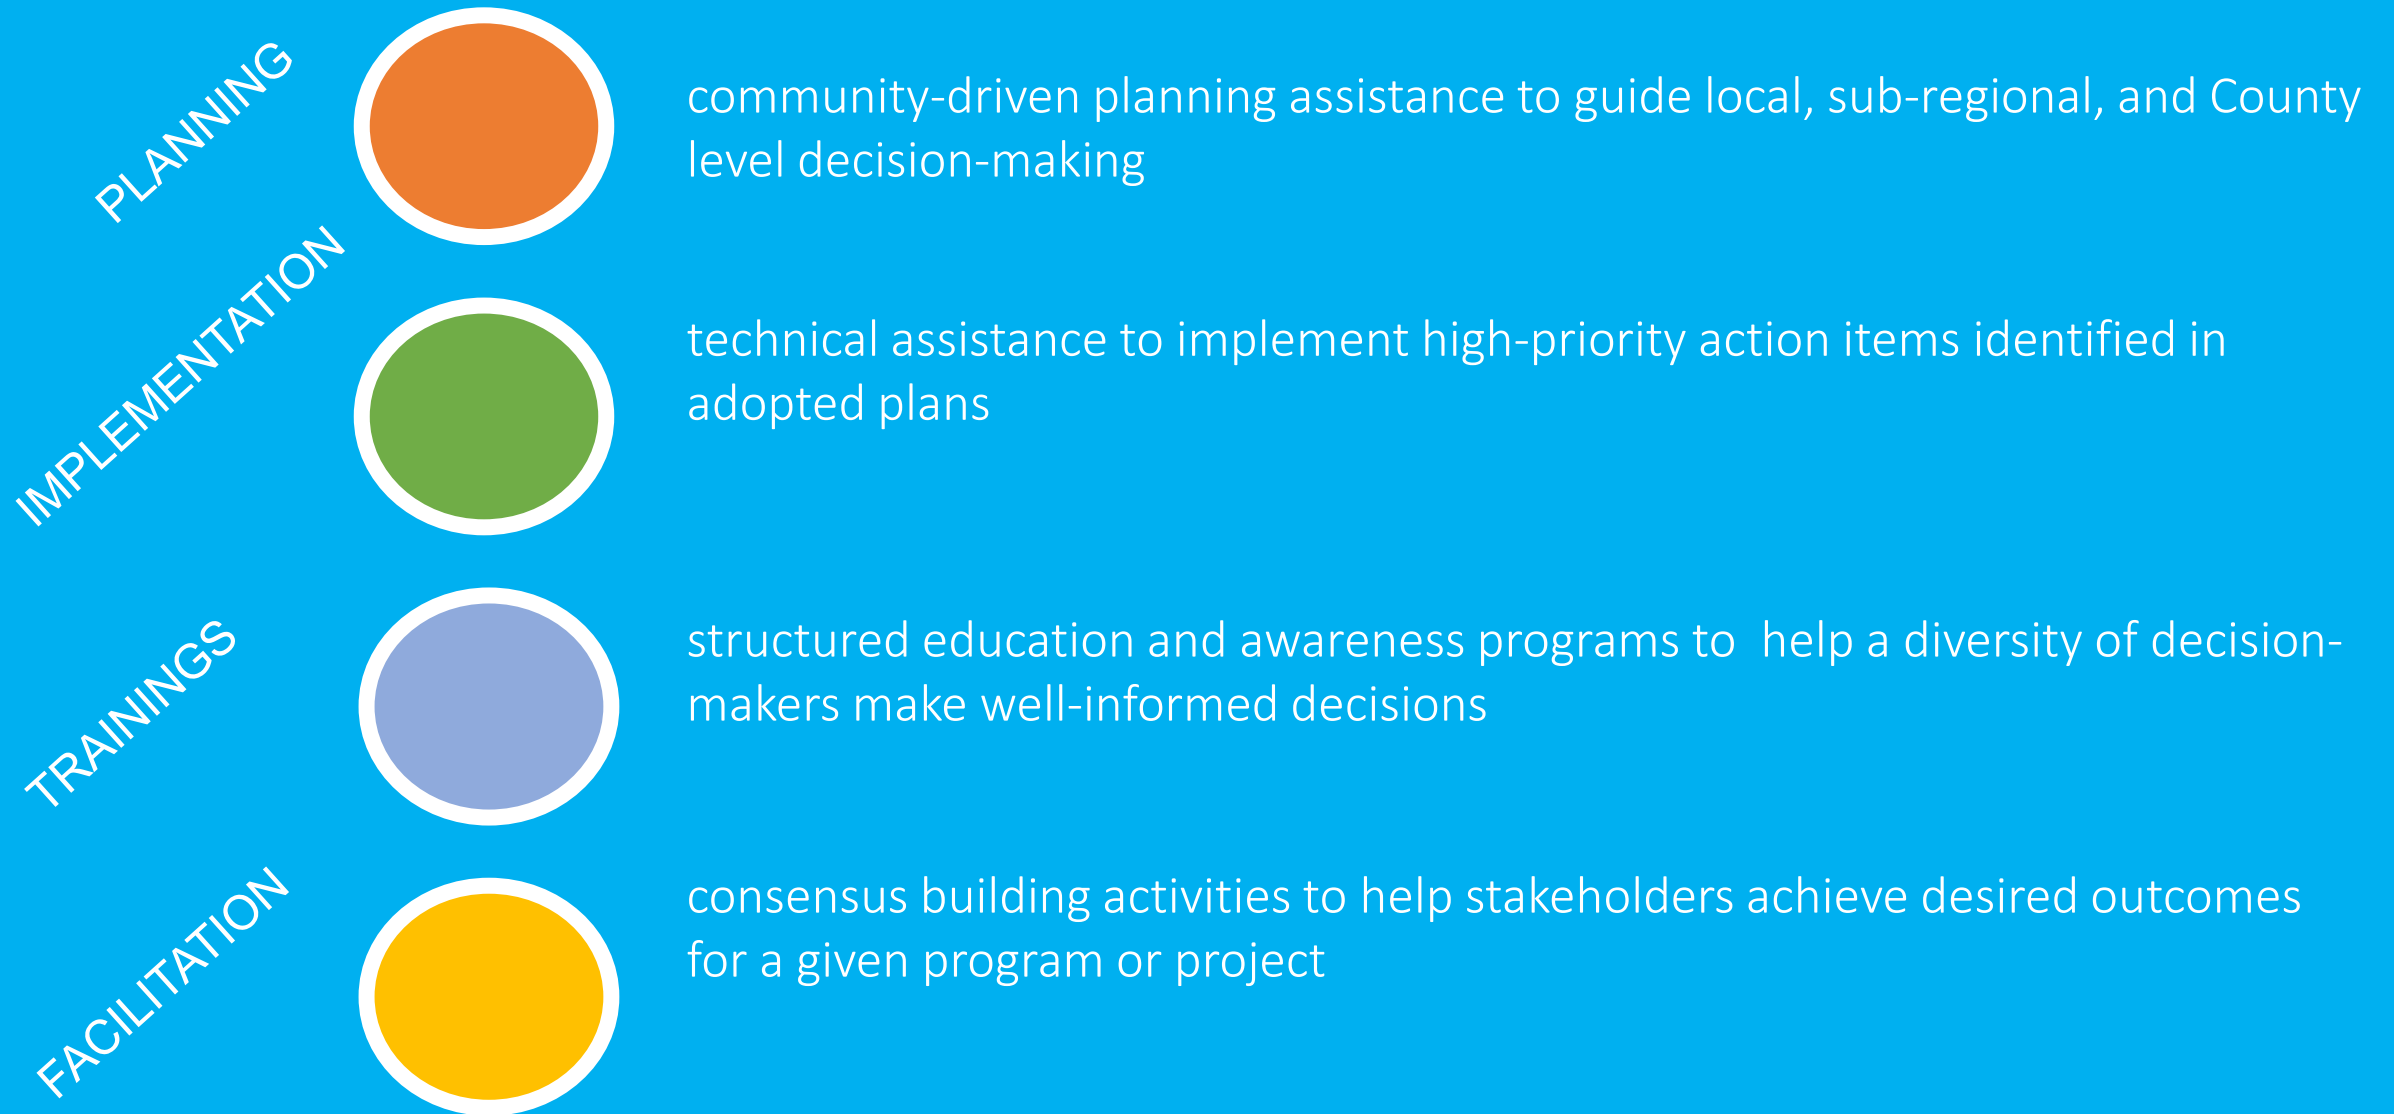 PLANNING
community-driven planning assistance to guide local, sub-regional, and County
level decision-making
IMPLEMENTATION
technical assistance to implement high-priority action items identified in
adopted plans
TRAININGS
structured education and awareness programs to  help a diversity of decision-
makers make well-informed decisions
FACILITATION
consensus building activities to help stakeholders achieve desired outcomes
for a given program or project